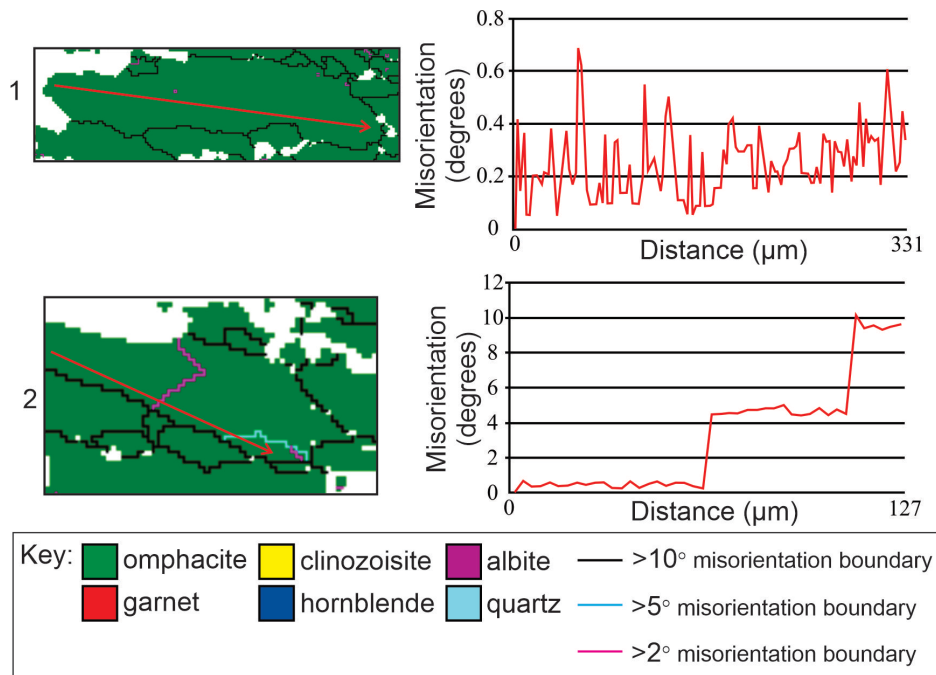 1
Misorientation
(degrees)
0.8
0.6
0.4
0.2
0
0
Distance (µm)
331
2
Misorientation
(degrees)
12
10
8
6
4
2
0
0
Distance (µm)
127
Key:
omphacite
clinozoisite
albite
>10° misorientation boundary
garnet
hornblende
quartz
>5° misorientation boundary
>2° misorientation boundary